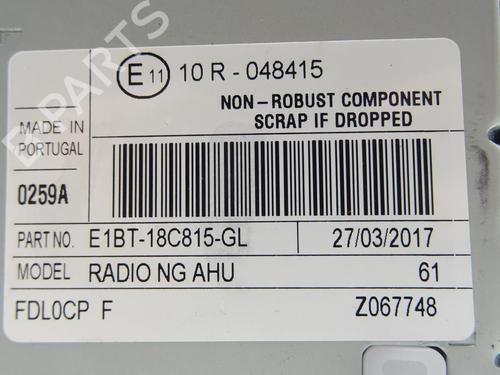 E 11 10 R - 048415
NON-ROBUST COMPONENT
SCRAP IF DROPPED
MADE IN
PORTUGAL
0259A
PART NO. E1BT-18C815-GL 27/03/2017
MODEL RADIO NG AHU 61
FDL0CP F Z067748
B-PARTS